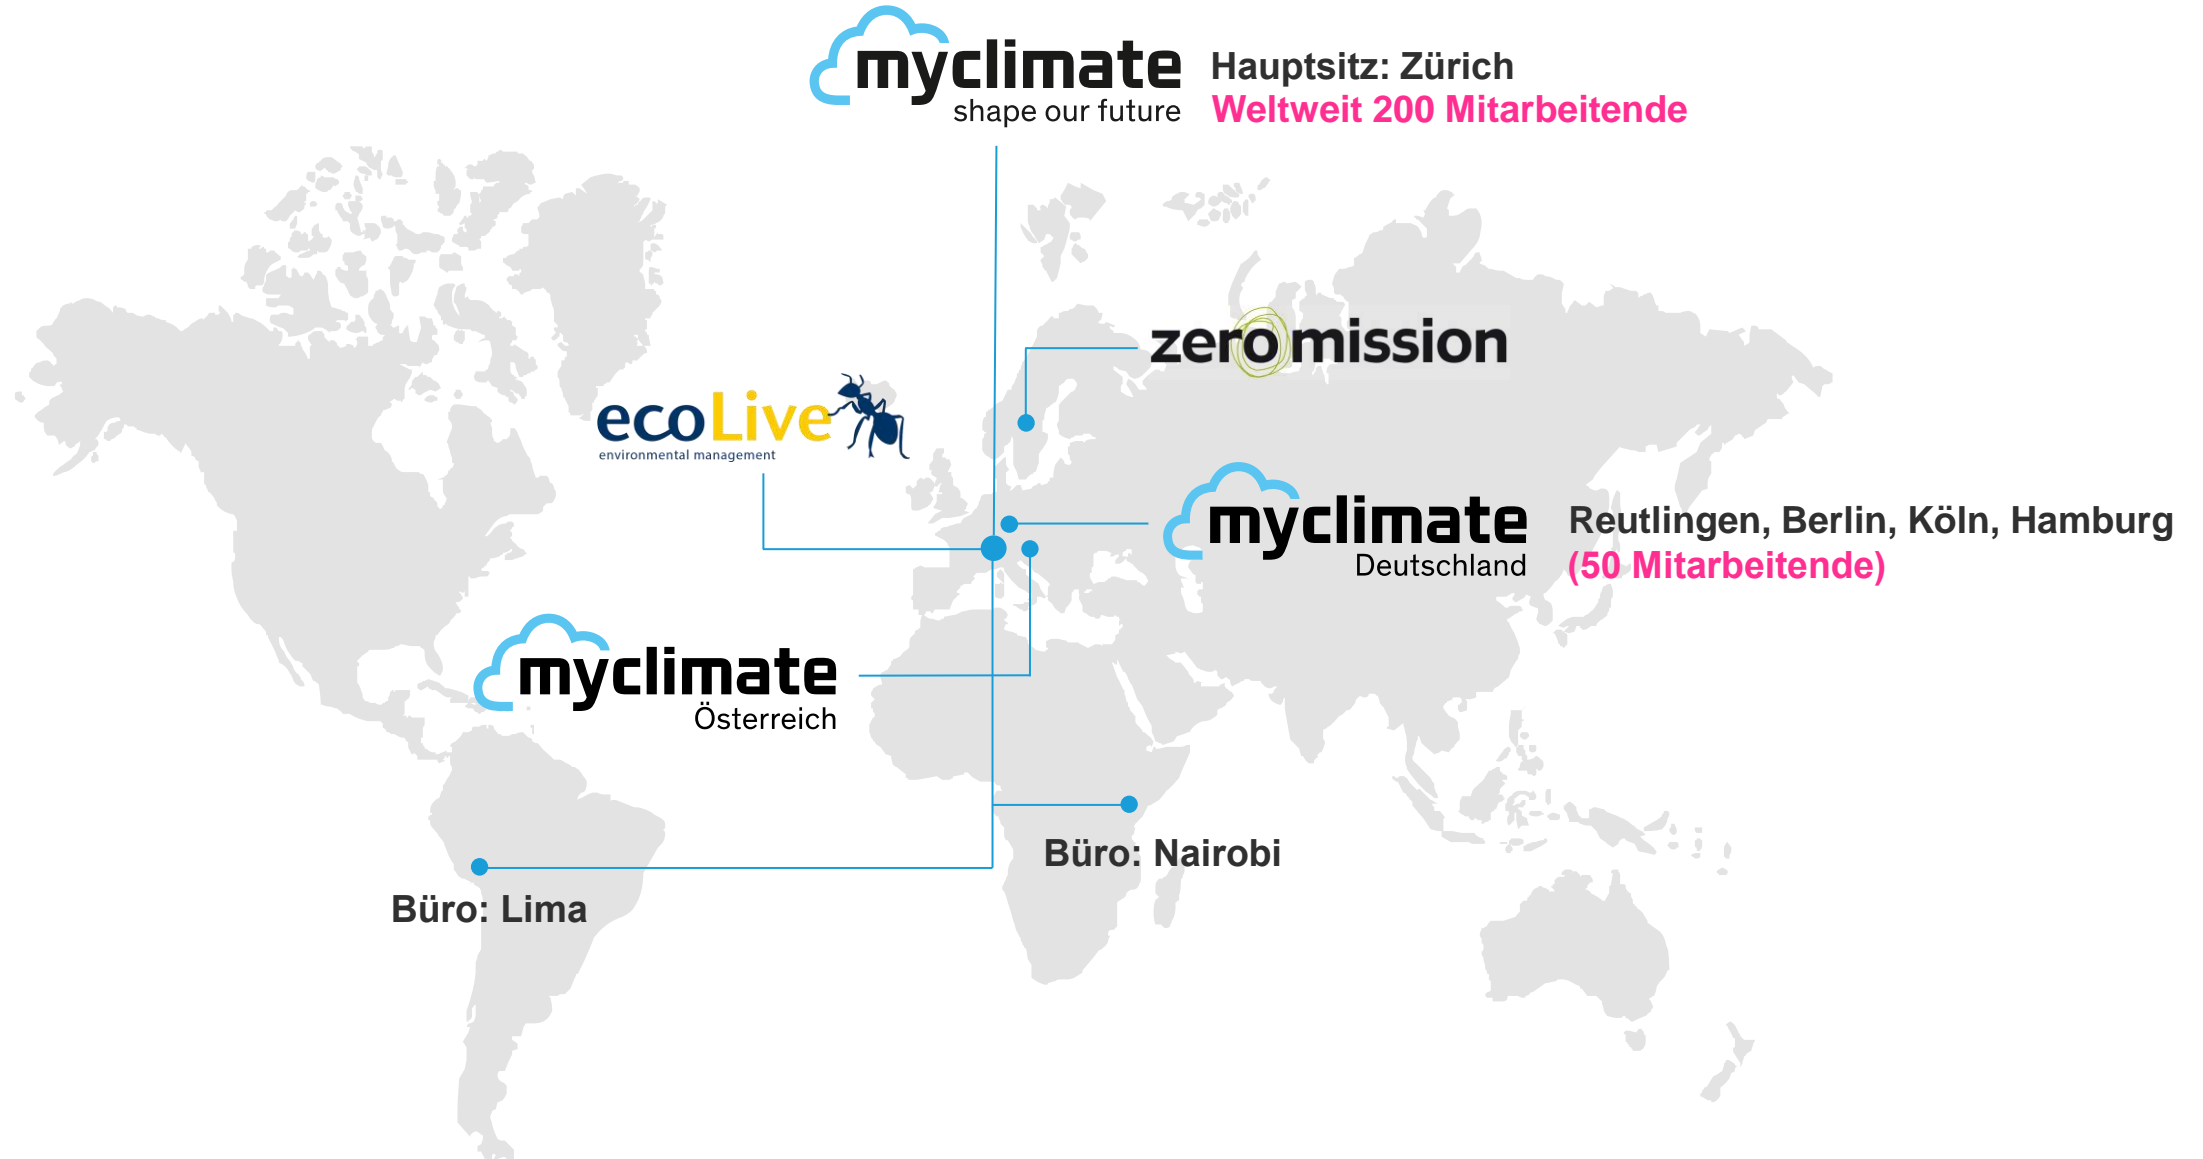 myclimate
shape our future
Hauptsitz: Zürich
Weltweit 200 Mitarbeitende
zeromission
ecoLive
environmental management
myclimate
Deutschland
Reutlingen, Berlin, Köln, Hamburg
(50 Mitarbeitende)
myclimate
Österreich
Büro: Nairobi
Büro: Lima